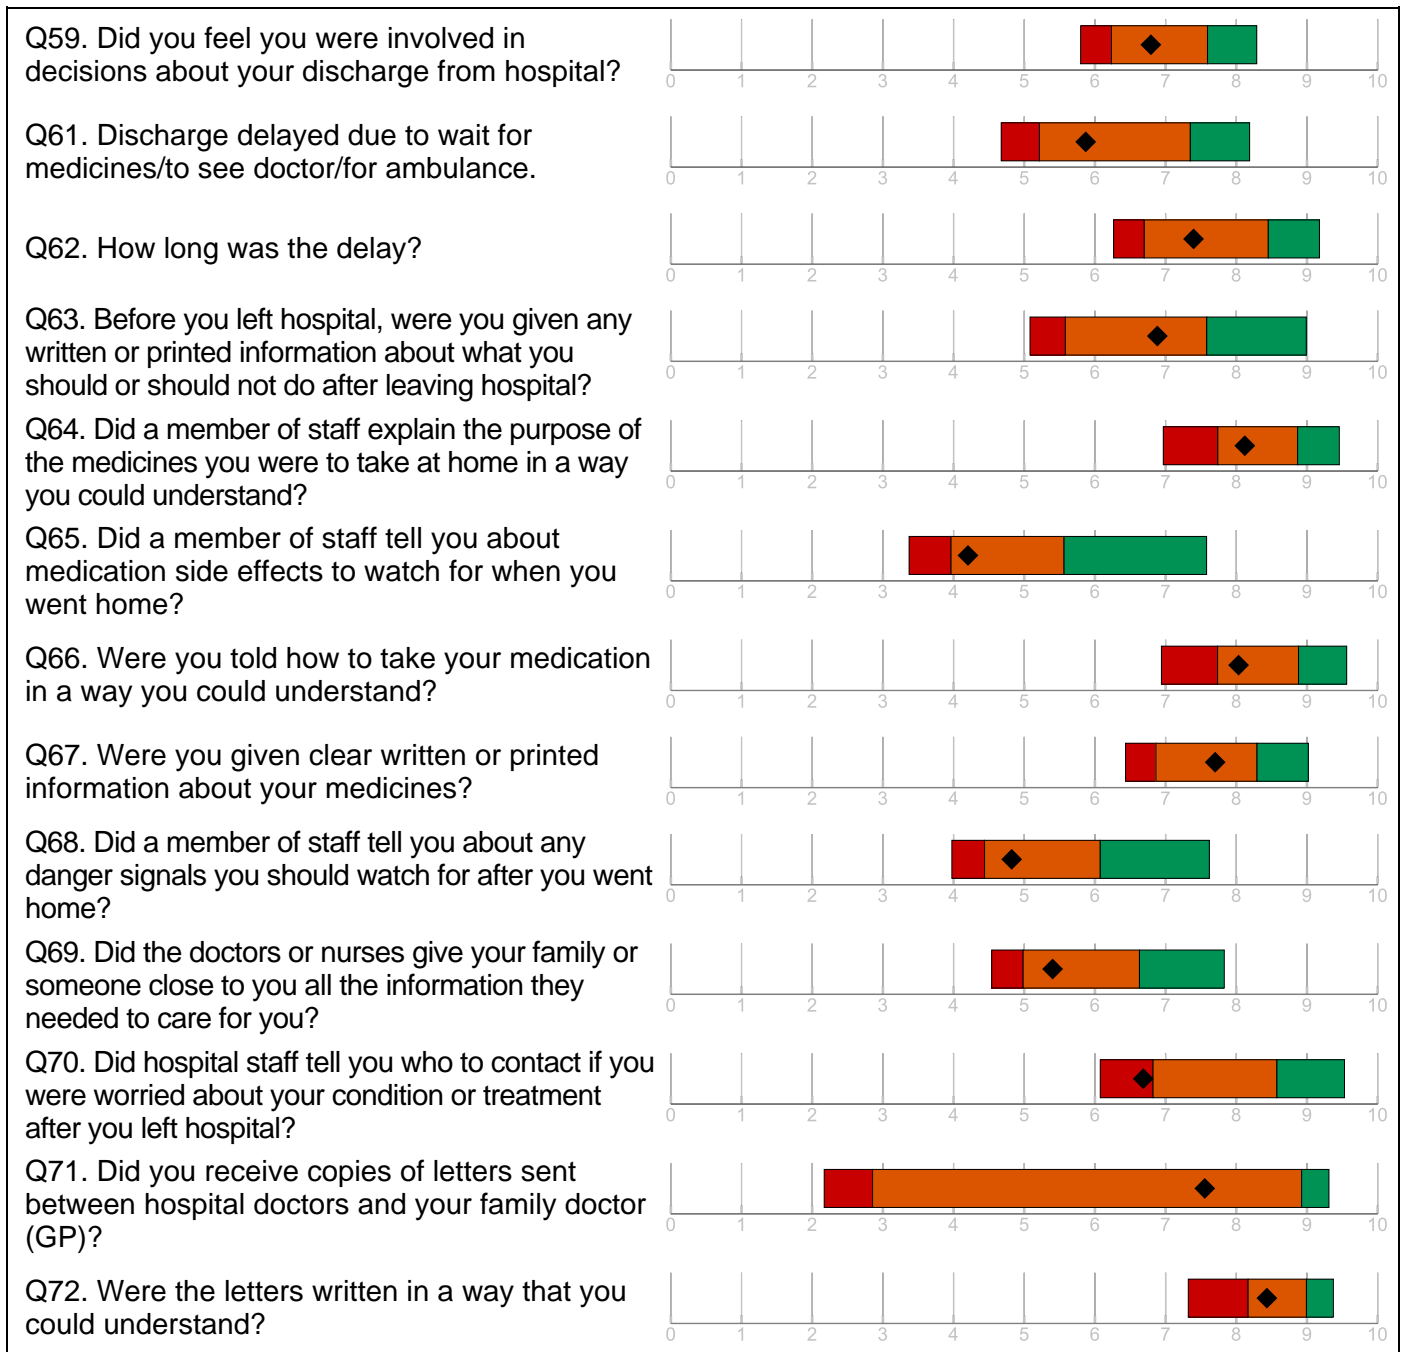 Q59. Did you feel you were involved in
decisions about your discharge from hospital?
0 1 2 3 4 5 6 7 8 9 10
Q61. Discharge delayed due to wait for
medicines/to see doctor/for ambulance.
0 1 2 3 4 5 6 7 8 9 10
Q62. How long was the delay?
0 1 2 3 4 5 6 7 8 9 10
Q63. Before you left hospital, were you given any
written or printed information about what you
should or should not do after leaving hospital?
0 1 2 3 4 5 6 7 8 9 10
Q64. Did a member of staff explain the purpose of
the medicines you were to take at home in a way
you could understand?
0 1 2 3 4 5 6 7 8 9 10
Q65. Did a member of staff tell you about
medication side effects to watch for when you
went home?
0 1 2 3 4 5 6 7 8 9 10
Q66. Were you told how to take your medication
in a way you could understand?
0 1 2 3 4 5 6 7 8 9 10
Q67. Were you given clear written or printed
information about your medicines?
0 1 2 3 4 5 6 7 8 9 10
Q68. Did a member of staff tell you about any
danger signals you should watch for after you went
home?
0 1 2 3 4 5 6 7 8 9 10
Q69. Did the doctors or nurses give your family or
someone close to you all the information they
needed to care for you?
0 1 2 3 4 5 6 7 8 9 10
Q70. Did hospital staff tell you who to contact if you
were worried about your condition or treatment
after you left hospital?
0 1 2 3 4 5 6 7 8 9 10
Q71. Did you receive copies of letters sent
between hospital doctors and your family doctor
(GP)?
0 1 2 3 4 5 6 7 8 9 10
Q72. Were the letters written in a way that you
could understand?
0 1 2 3 4 5 6 7 8 9 10